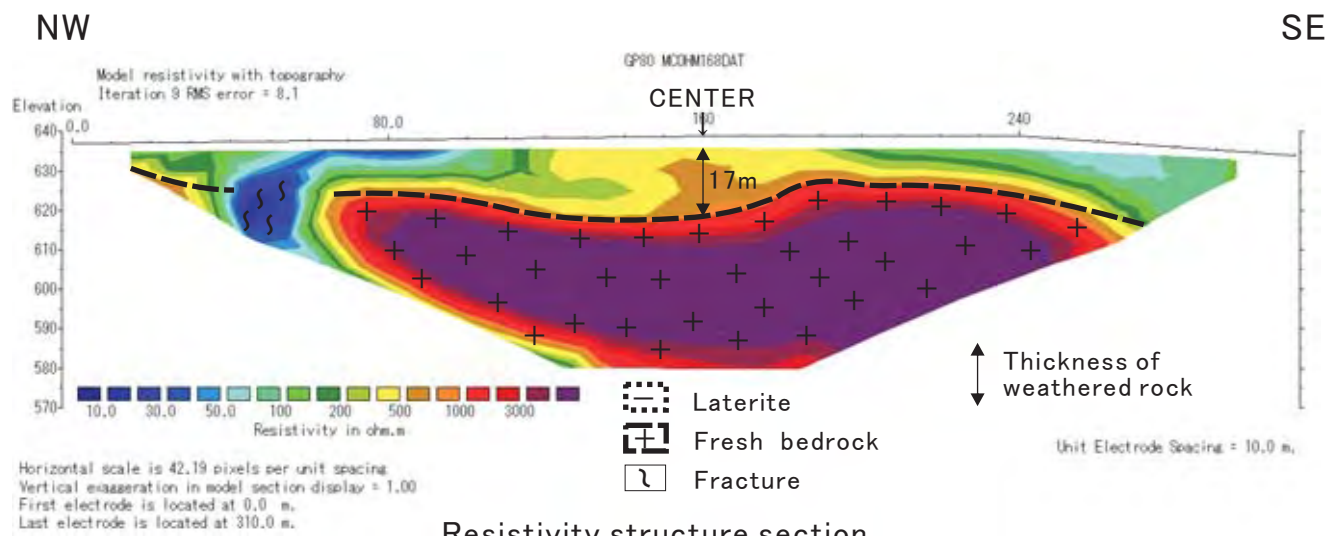 NW
SE
GP80 MCOHM168DAT
Model resistivity with topography
Iteration 9 RMS error = 8.1
CENTER
Elevation
0.0 80.0 160 240
640
630
620
610
600
590
580
570
17m
10.0 30.0 50.0 100 200 500 1000 3000
Resistivity in ohm.m
Thickness of
weathered rock
Laterite
Fresh bedrock
Fracture
Unit Electrode Spacing = 10.0 m.
Horizontal scale is 42.19 pixels per unit spacing
Vertical exaggeration in model section display = 1.00
First electrode is located at 0.0 m.
Last electrode is located at 310.0 m.
Resistivity structure section